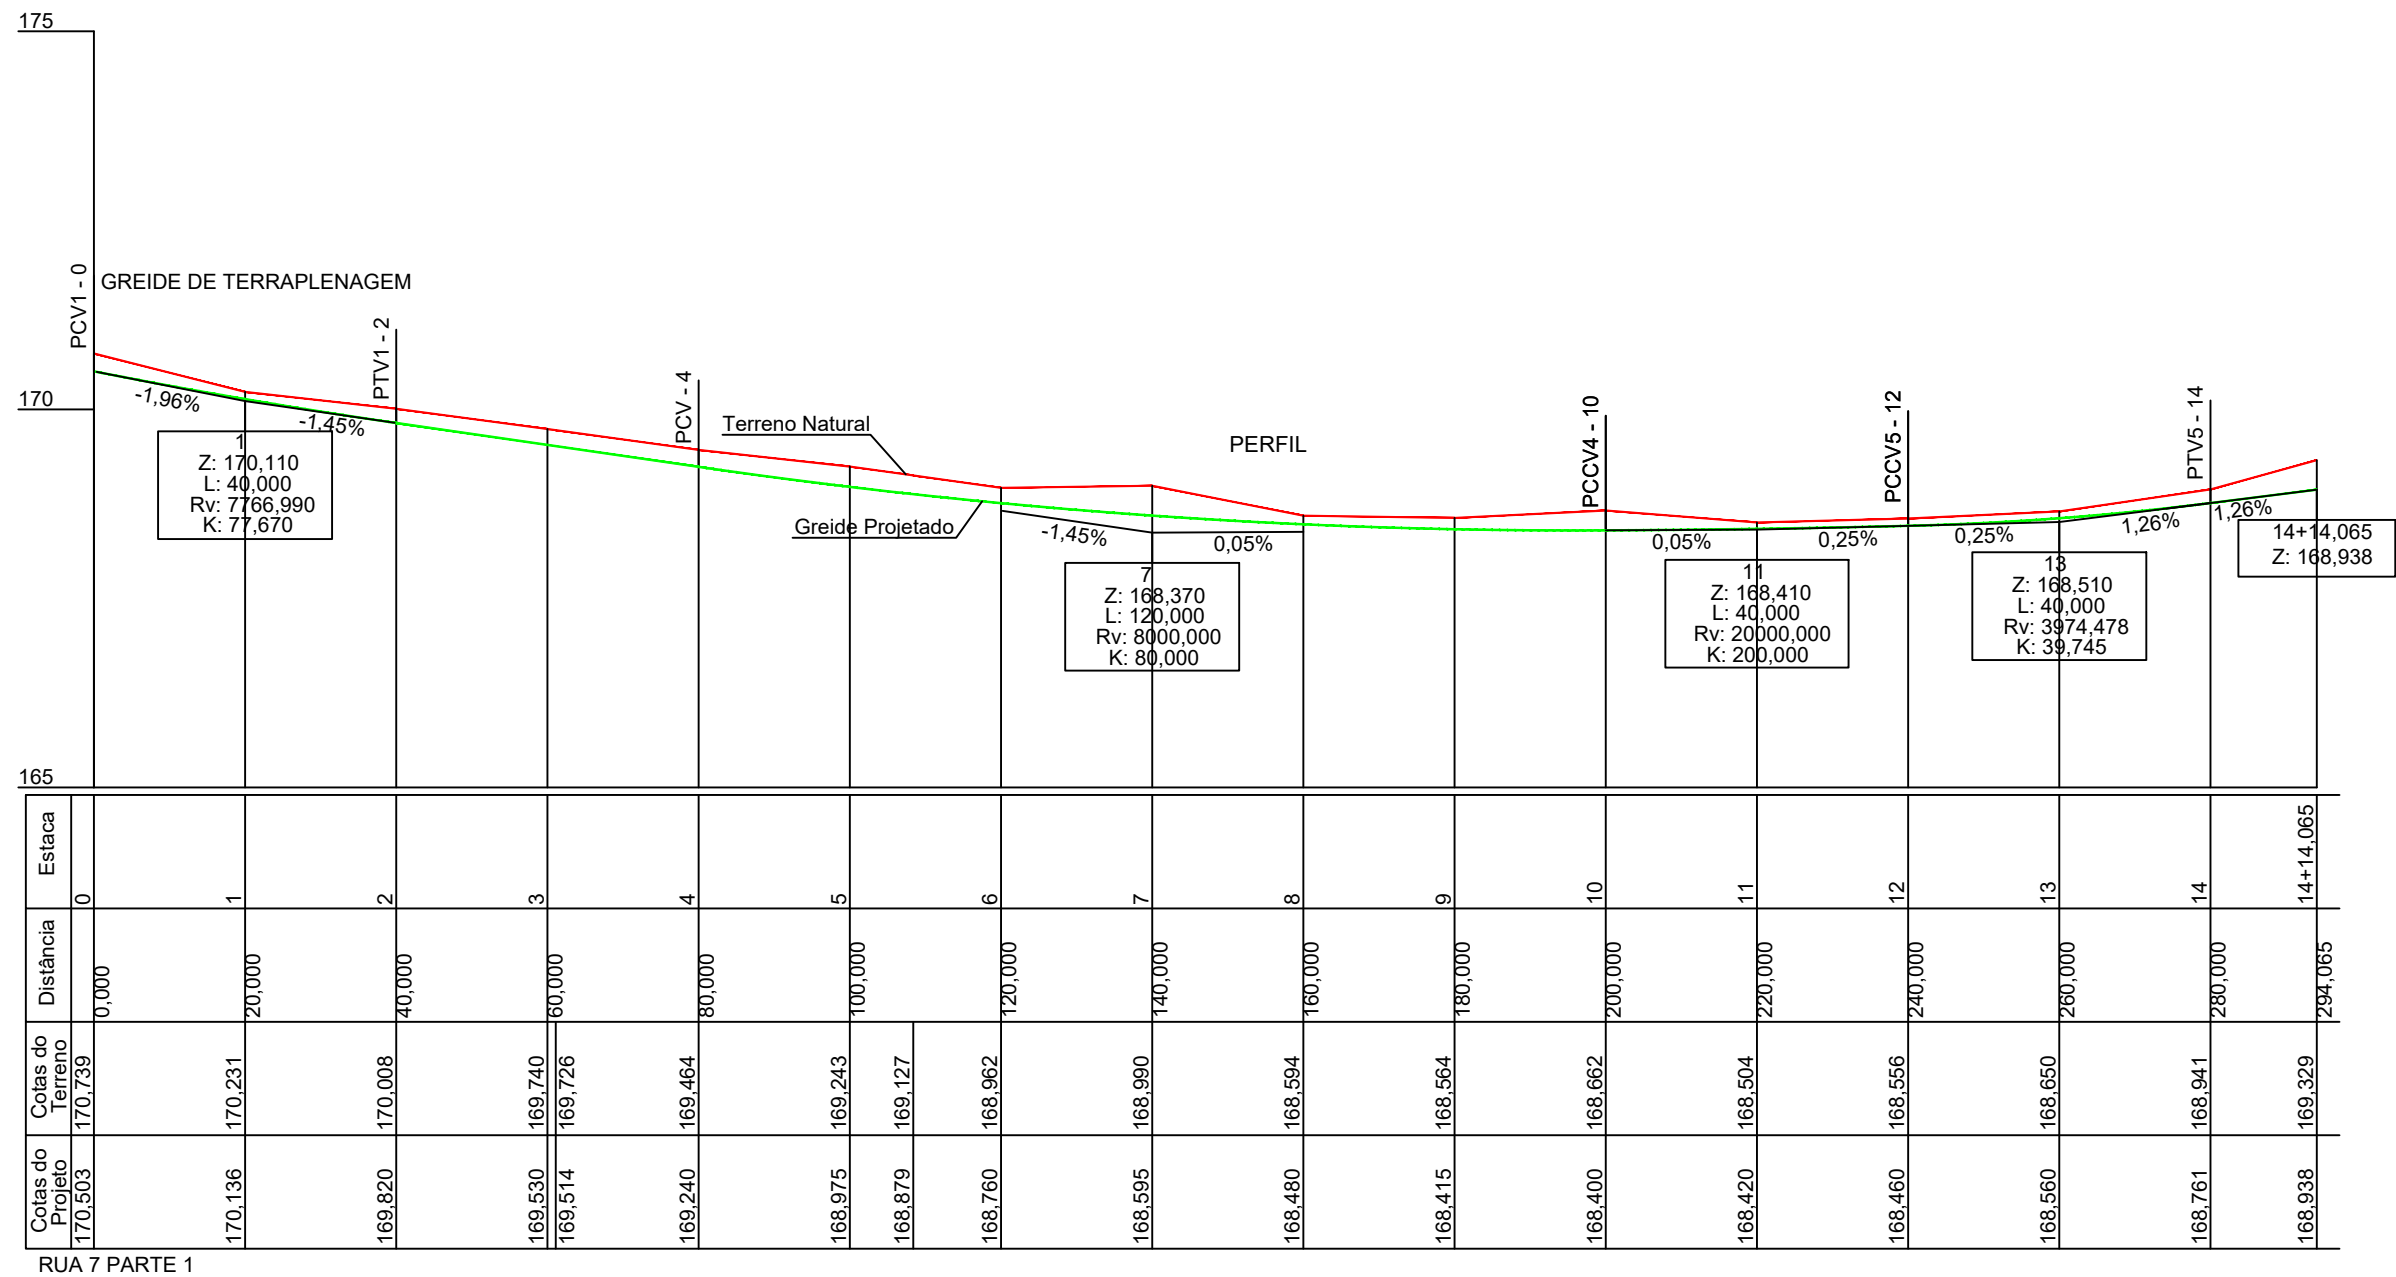 175
PCV1 - 0
GREIDE DE TERRAPLENAGEM
PTV1 - 2
PCV - 4
170
-1,96%
-1,45%
Terreno Natural
PERFIL
PCCV4 - 10
PCCV5 - 12
PTV5 - 14
1
Z: 170,110
L: 40,000
Rv: 7766,990
K: 77,670
Greide Projetado
-1,45%
0,05%
0,05%
0,25%
0,25%
1,26%
1,26%
14+14,065
Z: 168,938
7
Z: 168,370
L: 120,000
Rv: 8000,000
K: 80,000
11
Z: 168,410
L: 40,000
Rv: 20000,000
K: 200,000
13
Z: 168,510
L: 40,000
Rv: 3974,478
K: 39,745
165
Estaca
0
1
2
3
4
5
6
7
8
9
10
11
12
13
14
14+14,065
Distância
0,000
20,000
40,000
60,000
80,000
100,000
120,000
140,000
160,000
180,000
200,000
220,000
240,000
260,000
280,000
294,065
Cotas do
Terreno
170,739
170,231
170,008
169,740
169,726
169,464
169,243
169,127
168,962
168,990
168,594
168,564
168,662
168,504
168,556
168,650
168,941
169,329
Cotas do
Projeto
170,503
170,136
169,820
169,530
169,514
169,240
168,975
168,879
168,760
168,595
168,480
168,415
168,400
168,420
168,460
168,560
168,761
168,938
RUA 7 PARTE 1